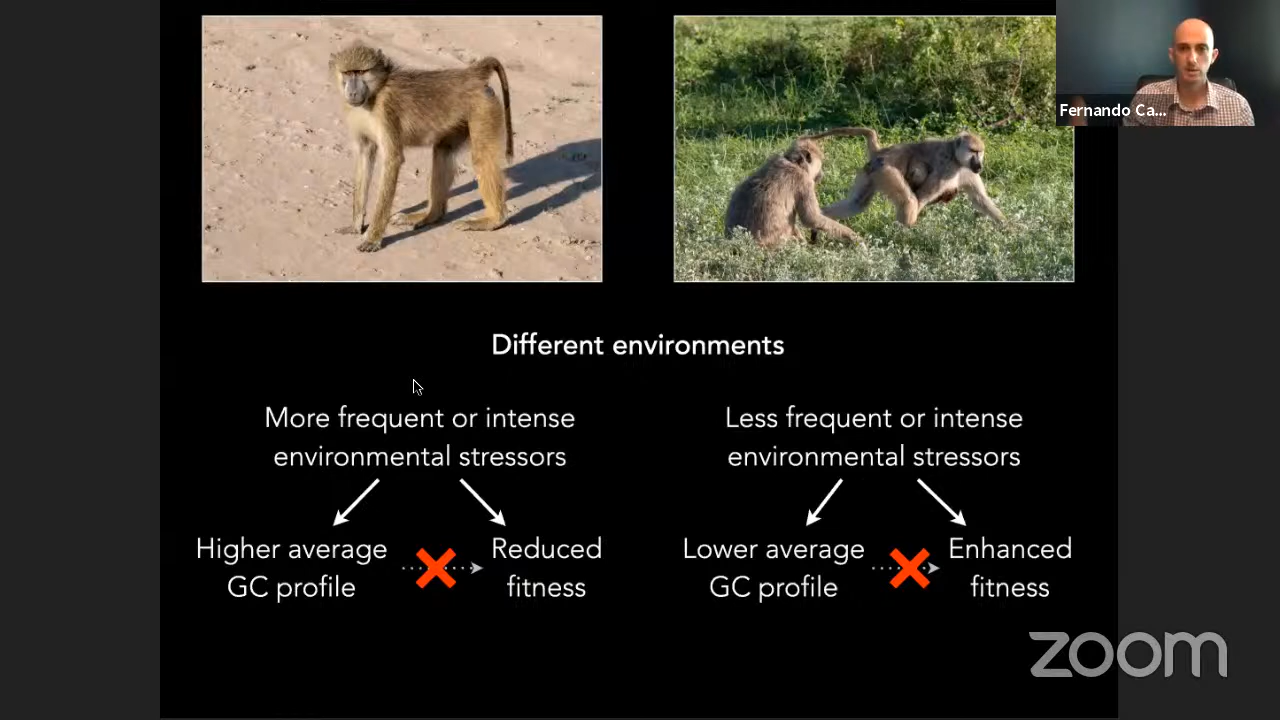 Fernando Ca...
Different environments
More frequent or intense
environmental stressors
Higher average
GC profile
Reduced
fitness
Less frequent or intense
environmental stressors
Lower average
GC profile
Enhanced
fitness
zoom